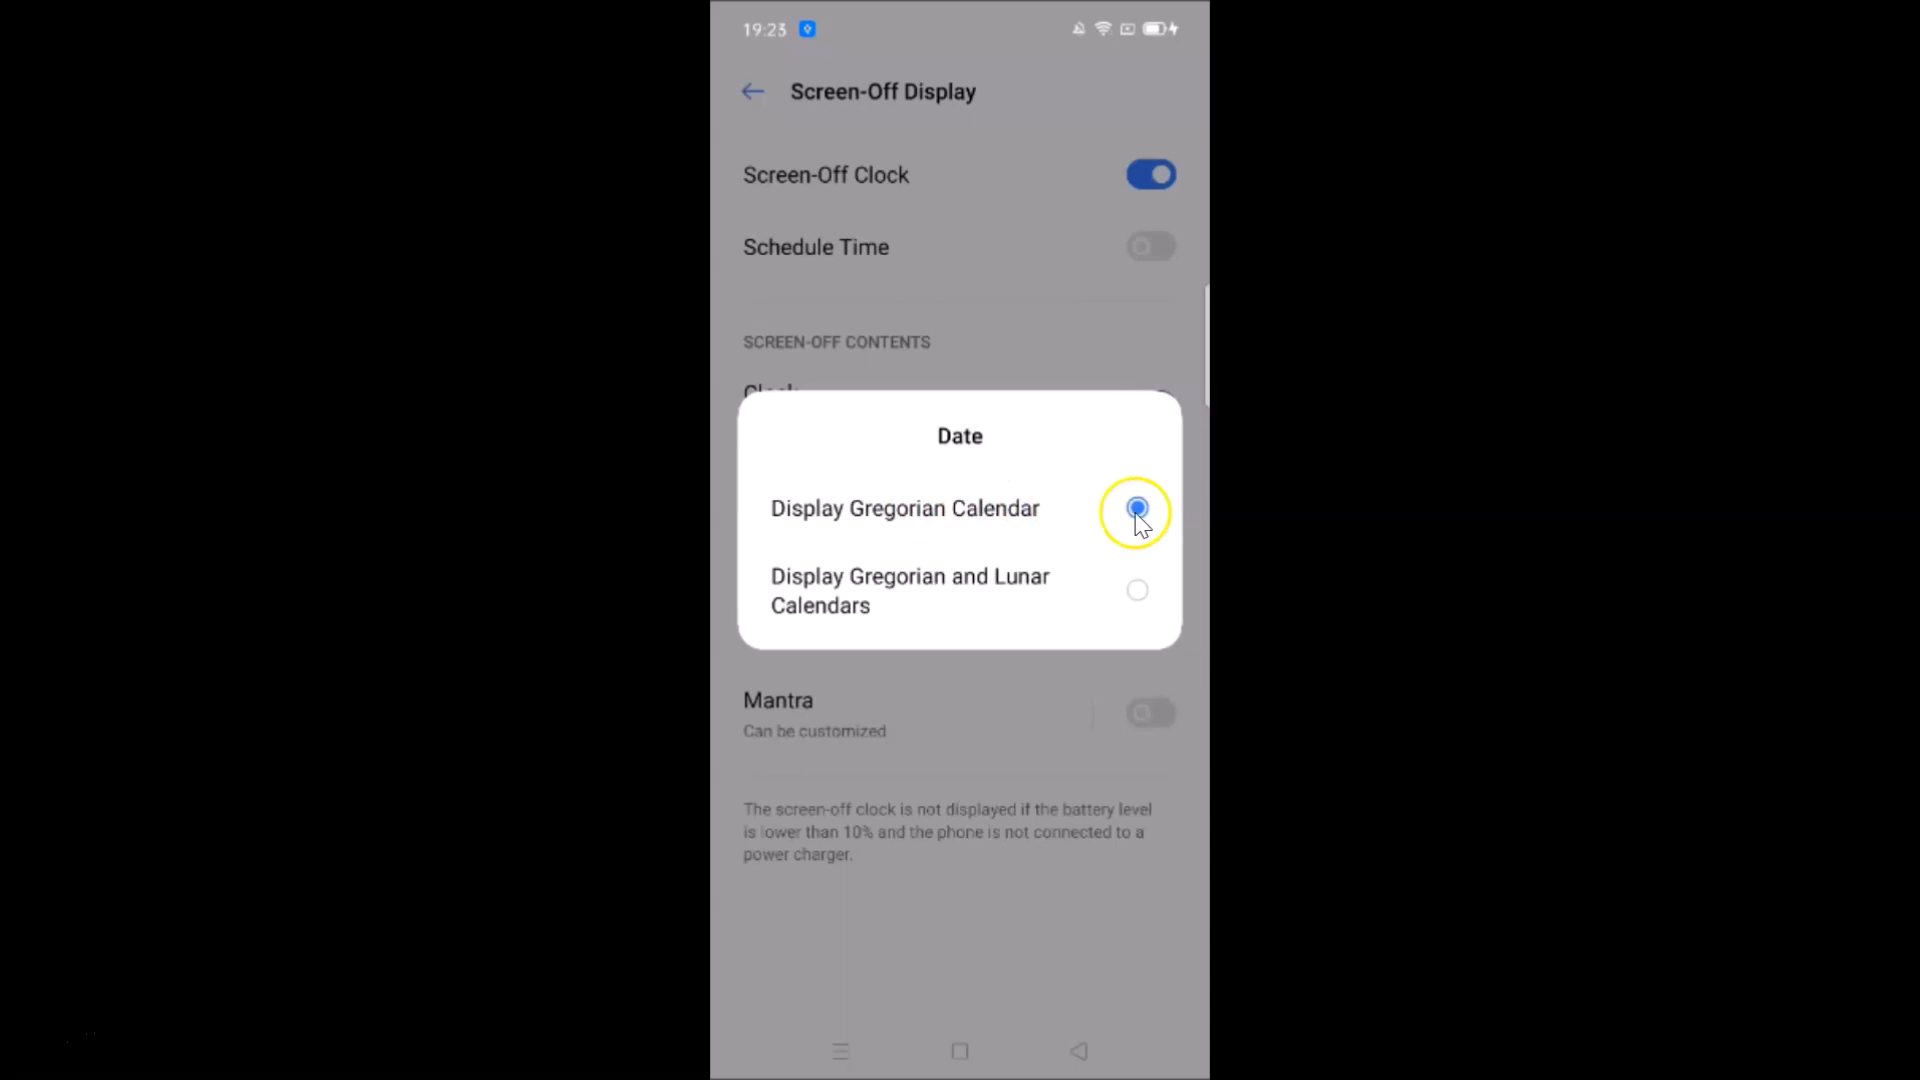 19:23
Screen-Off Display
Screen-Off Clock
Schedule Time
SCREEN-OFF CONTENTS
Date
Display Gregorian Calendar
Display Gregorian and Lunar
Calendars
Mantra
Can be customized
The screen-off clock is not displayed if the battery level
is lower than 10% and the phone is not connected to a
power charger.